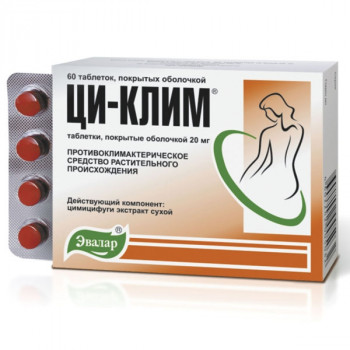 60 таблеток, покрытых оболочкой
ЦИ-КЛИМ®
таблетки, покрытые оболочкой 20 мг
ПРОТИВОКЛИМАКТЕРИЧЕСКОЕ
СРЕДСТВО РАСТИТЕЛЬНОГО
ПРОИСХОЖДЕНИЯ
Действующий компонент:
цимицифуги экстракт сухой
Эвалар®